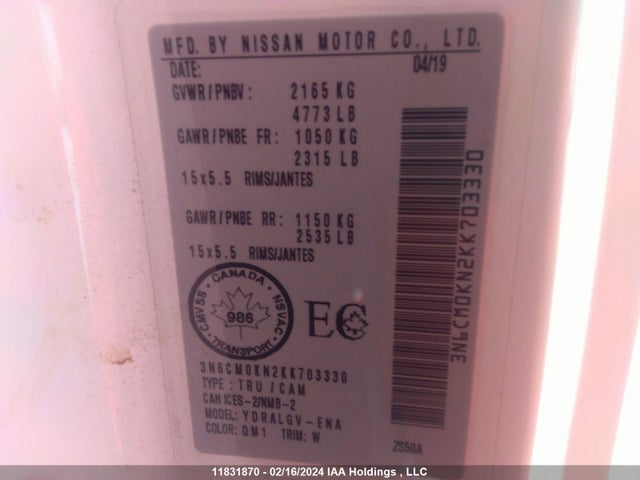 MFD. BY NISSAN MOTOR CO., LTD.
DATE: 04/19
GVWR/PNBV: 2165 KG
4773 LB
GAWR/PNBE FR: 1050 KG
2315 LB
15x5.5 RIMS/JANTES
GAWR/PNBE RR: 1150 KG
2535 LB
15x5.5 RIMS/JANTES
CANADA
CMVSS 986 NSVAC
TRANSPORT
EC
3N6CM0KN2KK703330
3N6CM0KN2KK703330
TYPE: TRU/CAM
CAN ICES-2/NMB-2
MODEL: YDRALGV-ENA
COLOR: QM1 TRIM: W
ZS5GA
11831870 - 02/16/2024 IAA Holdings , LLC